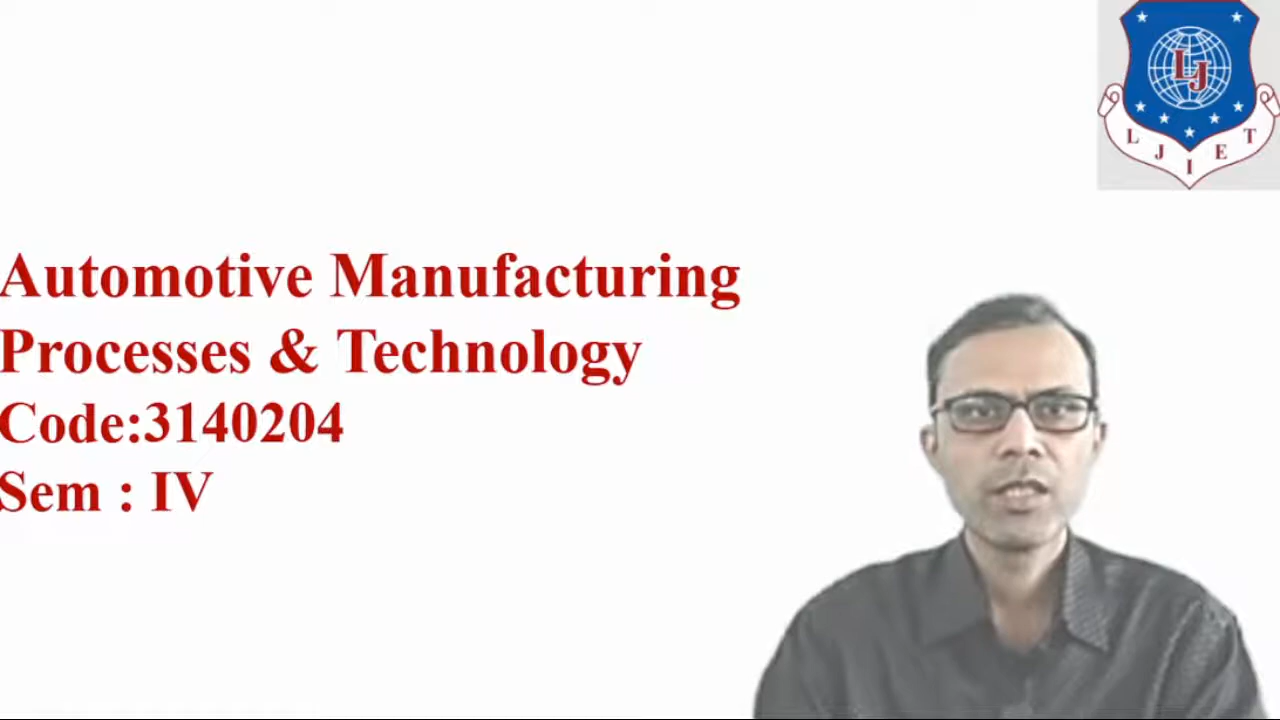 LJ
L J I E T
Automotive Manufacturing
Processes & Technology
Code:3140204
Sem : IV